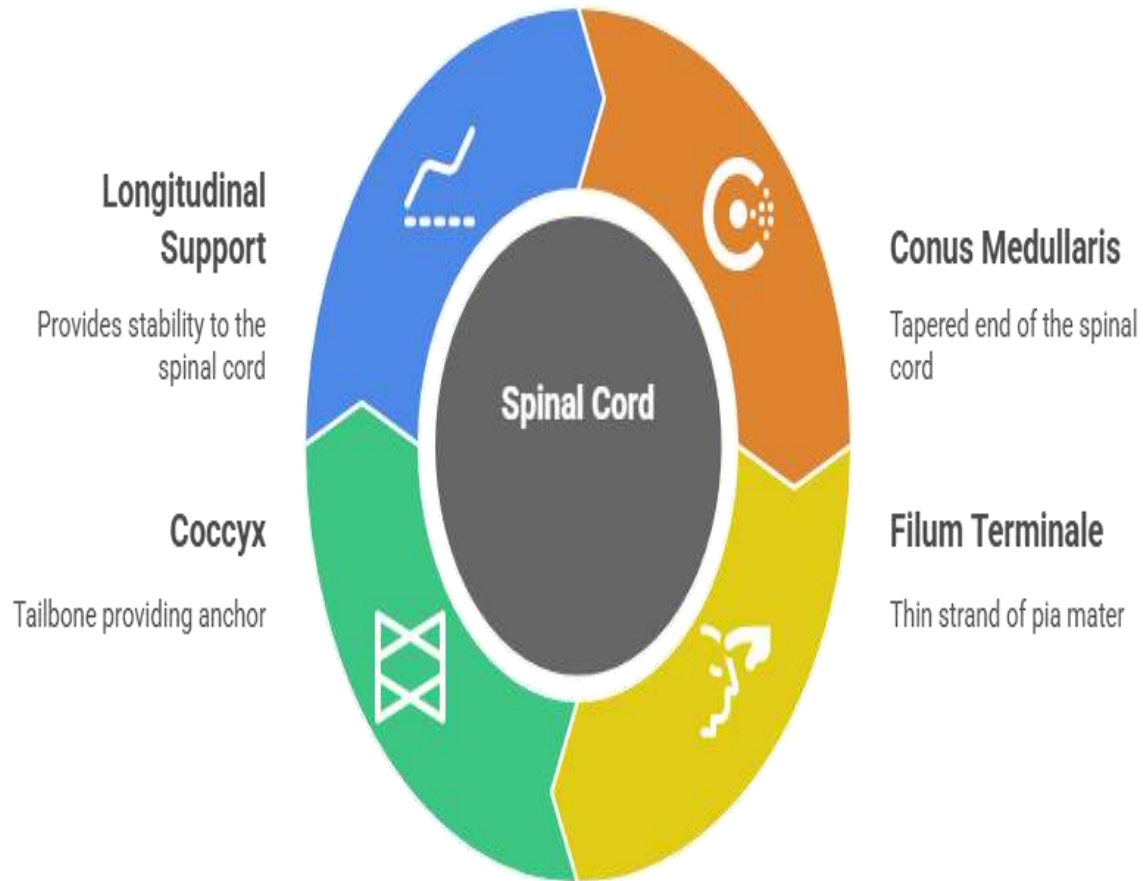 Longitudinal
Support
Provides stability to the
spinal cord
Conus Medullaris
Tapered end of the spinal
cord
Spinal Cord
Coccyx
Tailbone providing anchor
Filum Terminale
Thin strand of pia mater